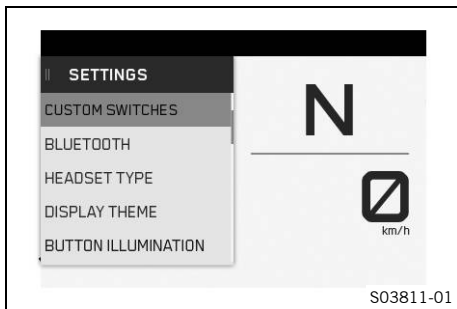 SETTINGS
CUSTOM SWITCHES
BLUETOOTH
HEADSET TYPE
DISPLAY THEME
BUTTON ILLUMINATION
N
0
km/h
S03811-01